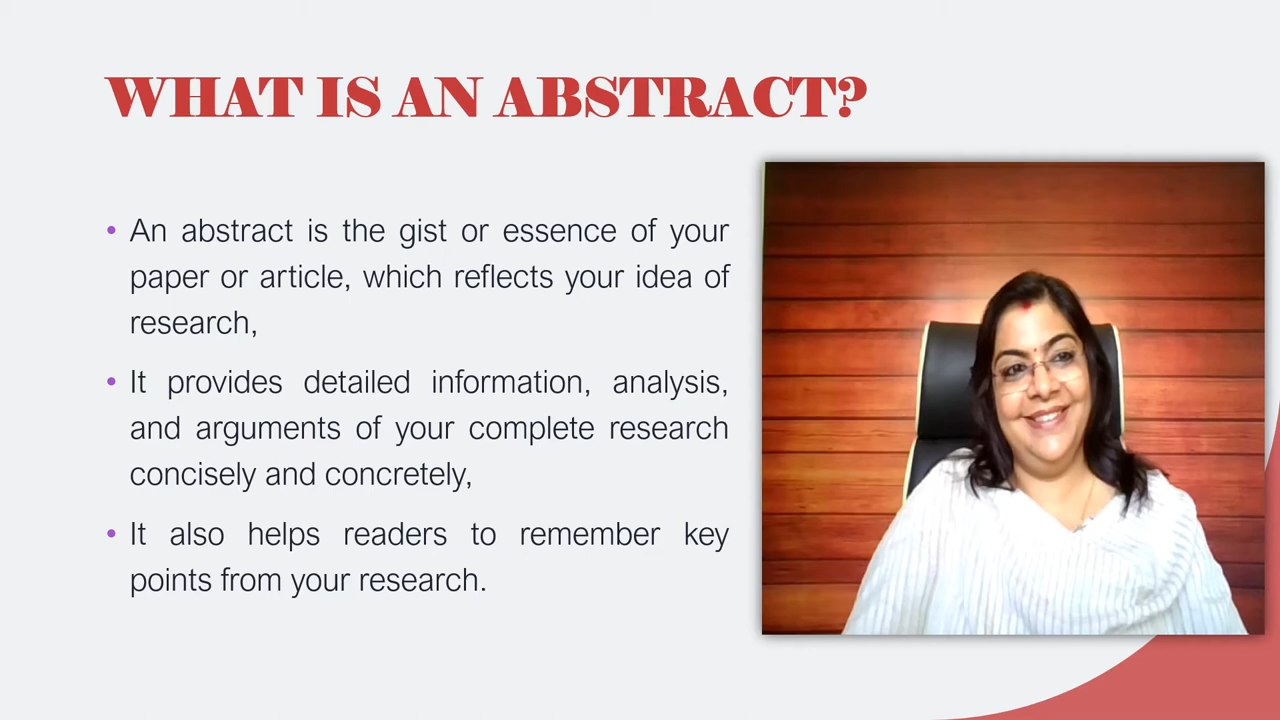 WHAT IS AN ABSTRACT?
• An abstract is the gist or essence of your
paper or article, which reflects your idea of
research,
• It provides detailed information, analysis,
and arguments of your complete research
concisely and concretely,
• It also helps readers to remember key
points from your research.